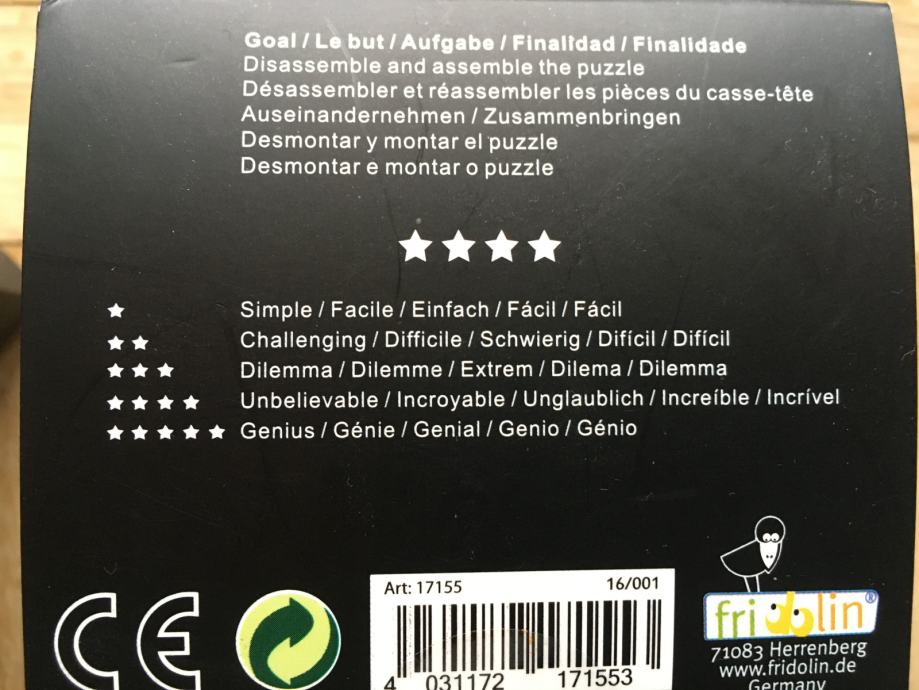 Goal / Le but / Aufgabe / Finalidad / Finalidade
Disassemble and assemble the puzzle
Désassembler et réassembler les pièces du casse-tête
Auseinandernehmen / Zusammenbringen
Desmontar y montar el puzzle
Desmontar e montar o puzzle
★★★★
★ Simple / Facile / Einfach / Fácil / Fácil
★★ Challenging / Difficile / Schwierig / Difícil / Difícil
★★★ Dilemma / Dilemme / Extrem / Dilema / Dilemma
★★★★ Unbelievable / Incroyable / Unglaublich / Increíble / Incrível
★★★★★ Genius / Génie / Genial / Genio / Génio
CE
Art: 17155 16/001
4 031172 171553
fridolin®
71083 Herrenberg
www.fridolin.de
Germany